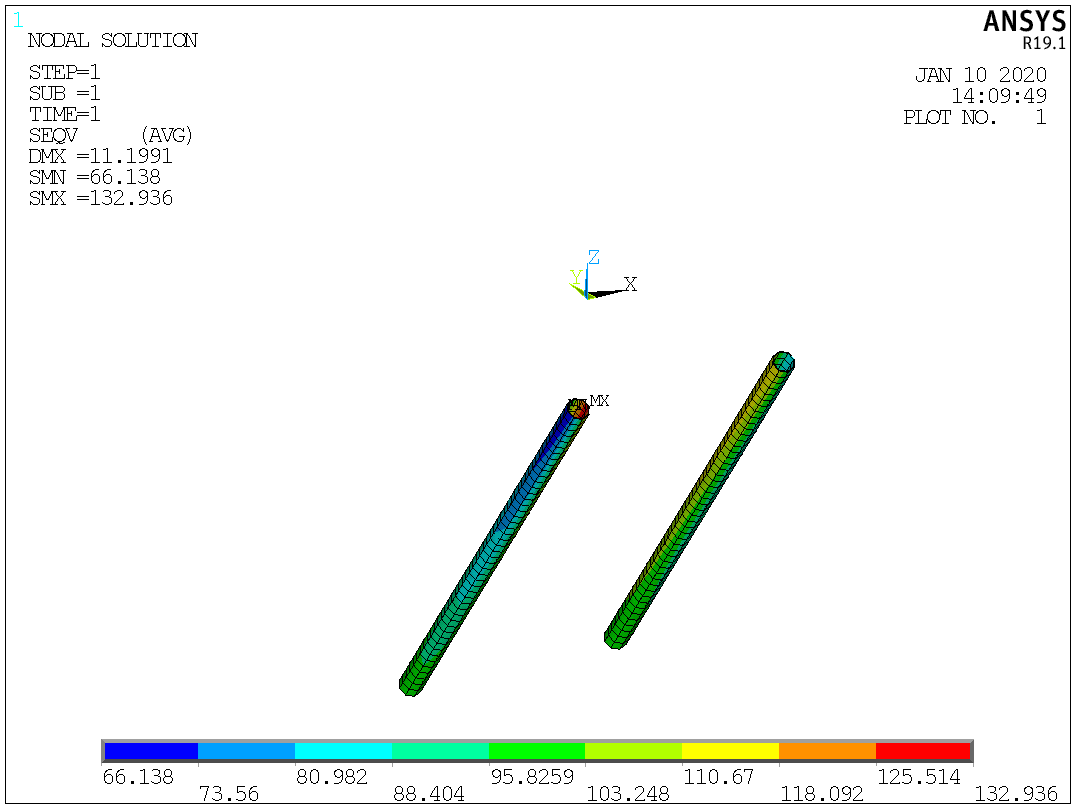 1
ANSYS
R19.1
NODAL SOLUTION
STEP=1
SUB =1
TIME=1
SEQV (AVG)
DMX =11.1991
SMN =66.138
SMX =132.936
JAN 10 2020
14:09:49
PLOT NO. 1
Z
Y
X
MX
66.138 80.982 95.8259 110.67 125.514
73.56 88.404 103.248 118.092 132.936